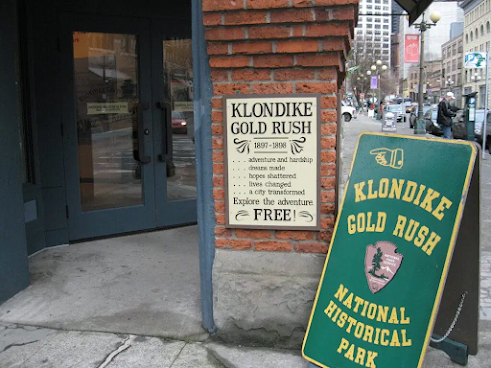 KLONDIKE
GOLD RUSH
1897-1898
. . . adventure and hardship
. . . dreams made
. . . hopes shattered
. . . lives changed
. . . a city transformed
Explore the adventure
FREE!
KLONDIKE
GOLD RUSH
NATIONAL
HISTORICAL
PARK